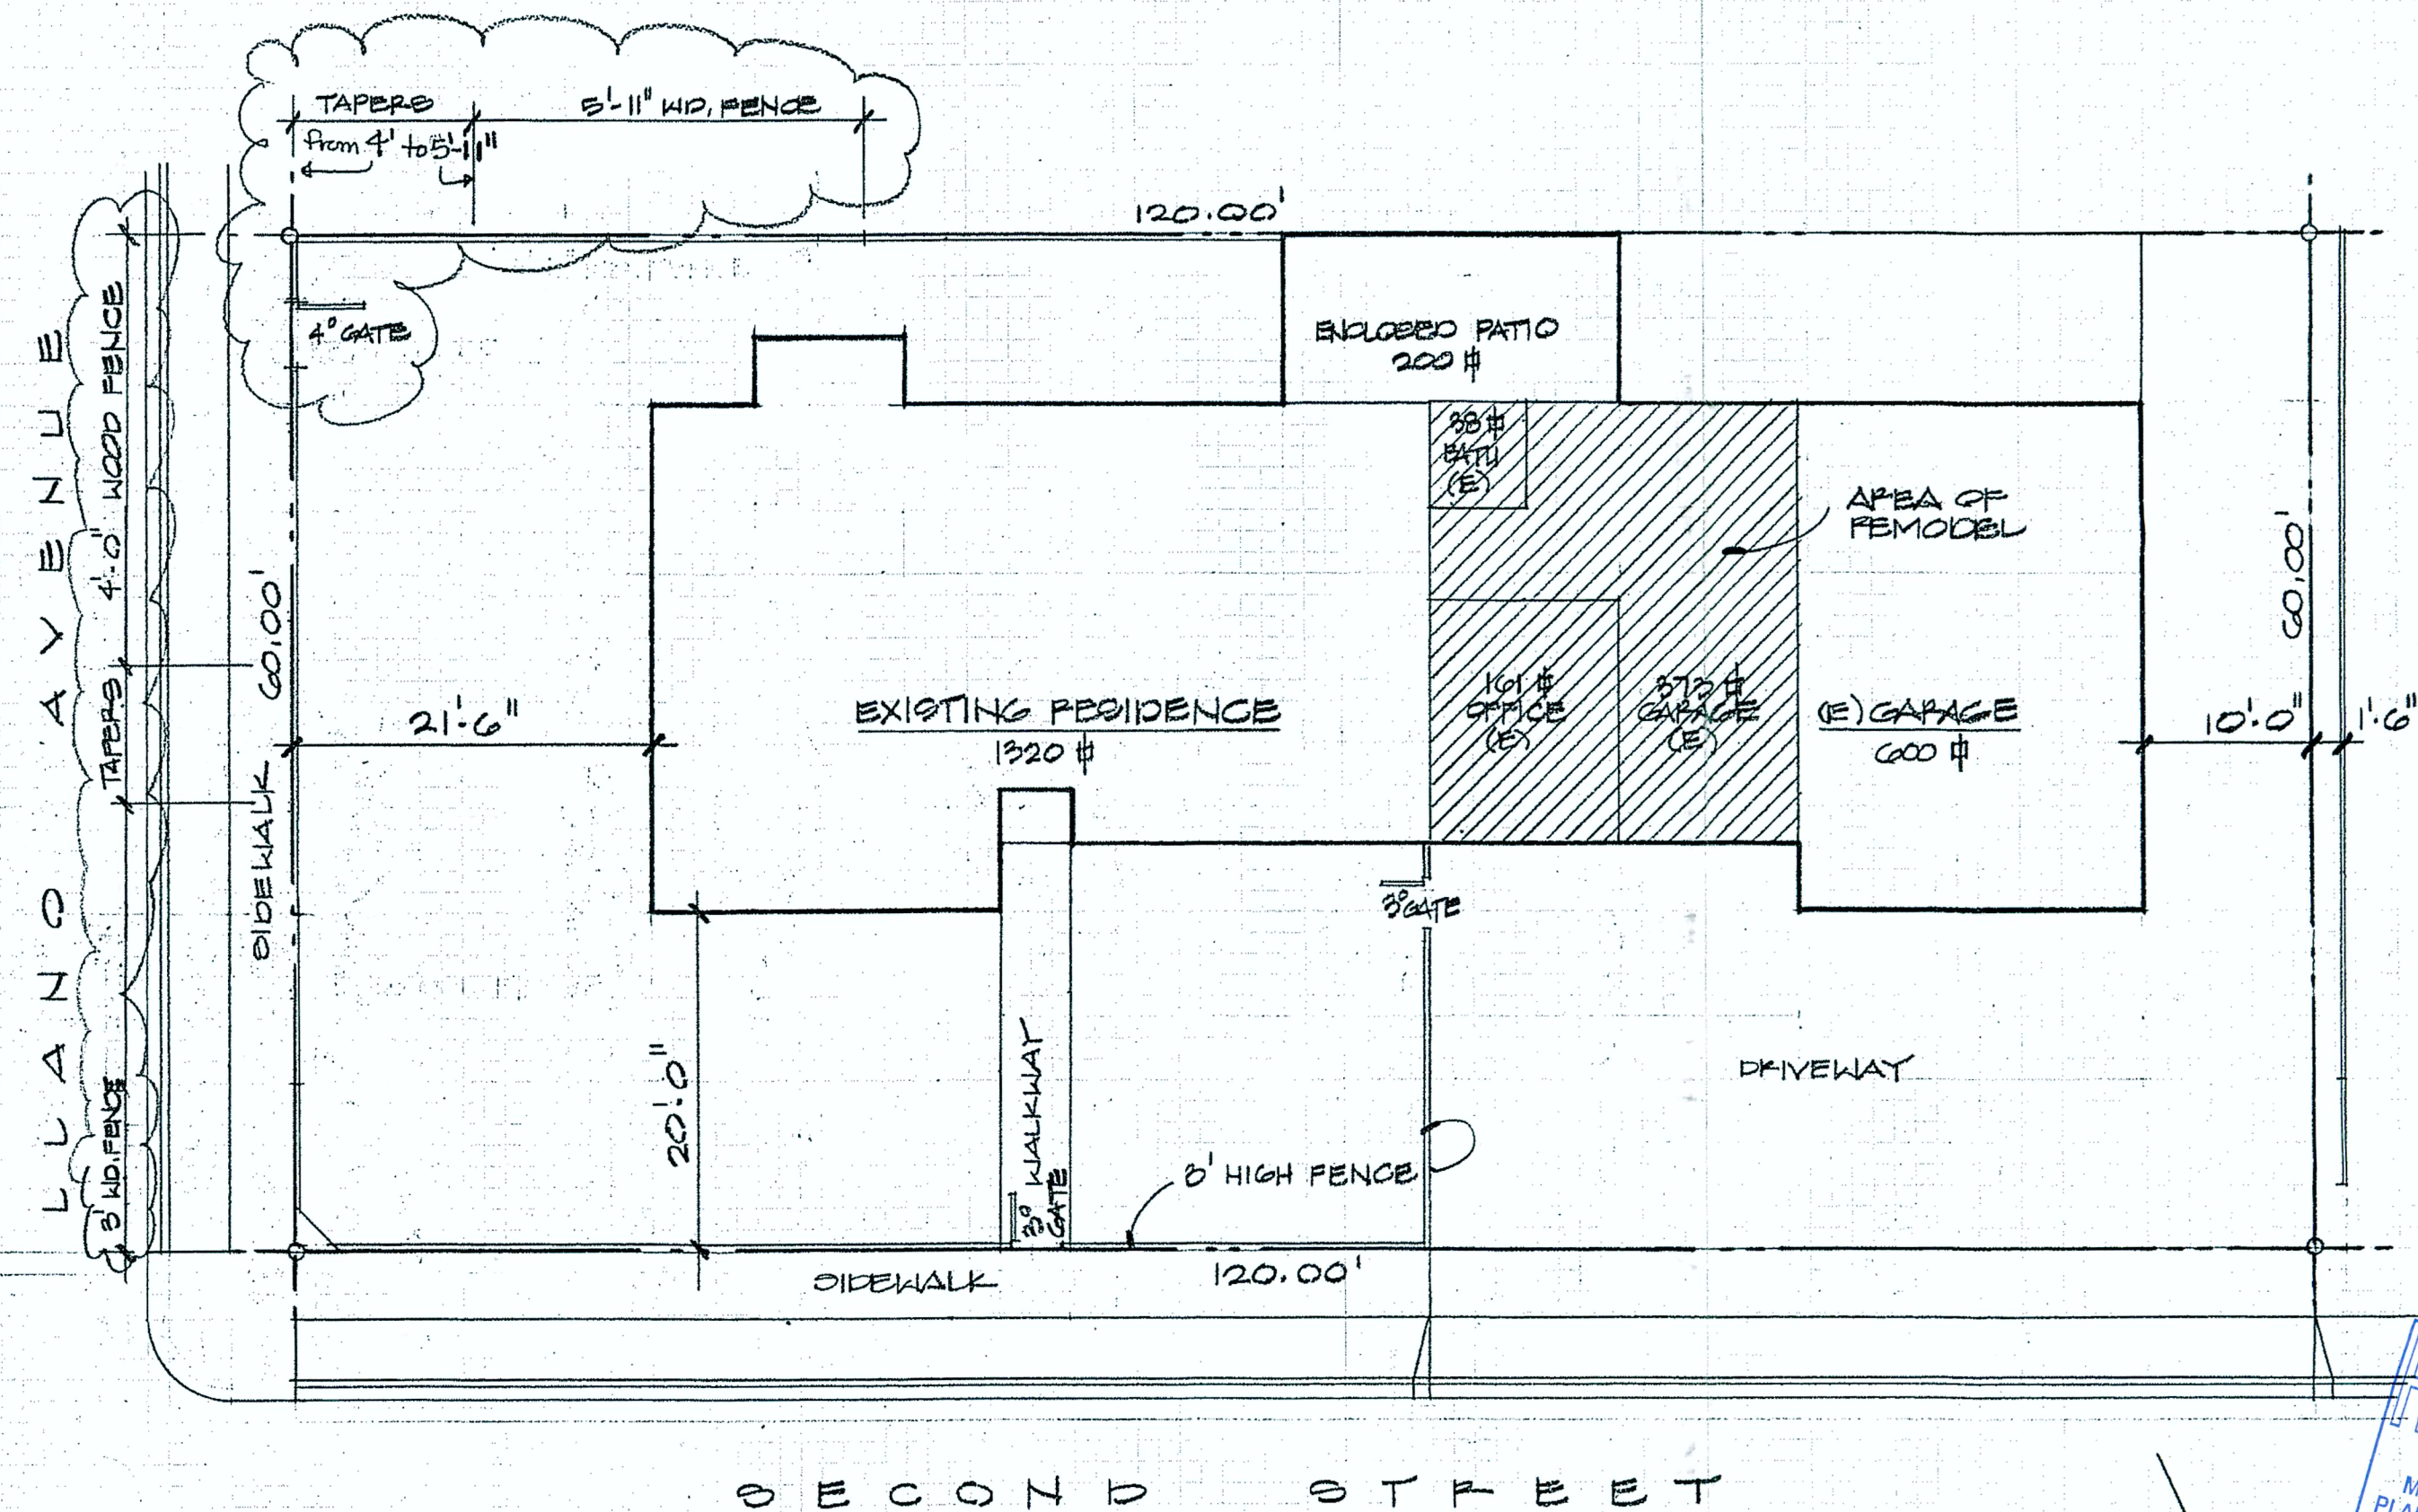 TAPERS
from 4' to 5'-11"
5'-11" WD. FENCE
120.00'
4° GATE
ENCLOSED PATIO
200 ⌗
38 ⌗
BATH
(E)
AREA OF
REMODEL
LLANO AVENUE
4'-0" WOOD FENCE
TAPERS
3' WD. FENCE
SIDEWALK
60.00'
21'-6"
EXISTING RESIDENCE
1320 ⌗
161 ⌗
OFFICE
(E)
373 ⌗
GARAGE
(E)
(E) GARAGE
600 ⌗
60.00'
10'-0"
1'-6"
3° GATE
20'-0"
WALKWAY
3° GATE
3' HIGH FENCE
DRIVEWAY
SIDEWALK
120.00'
SECOND STREET